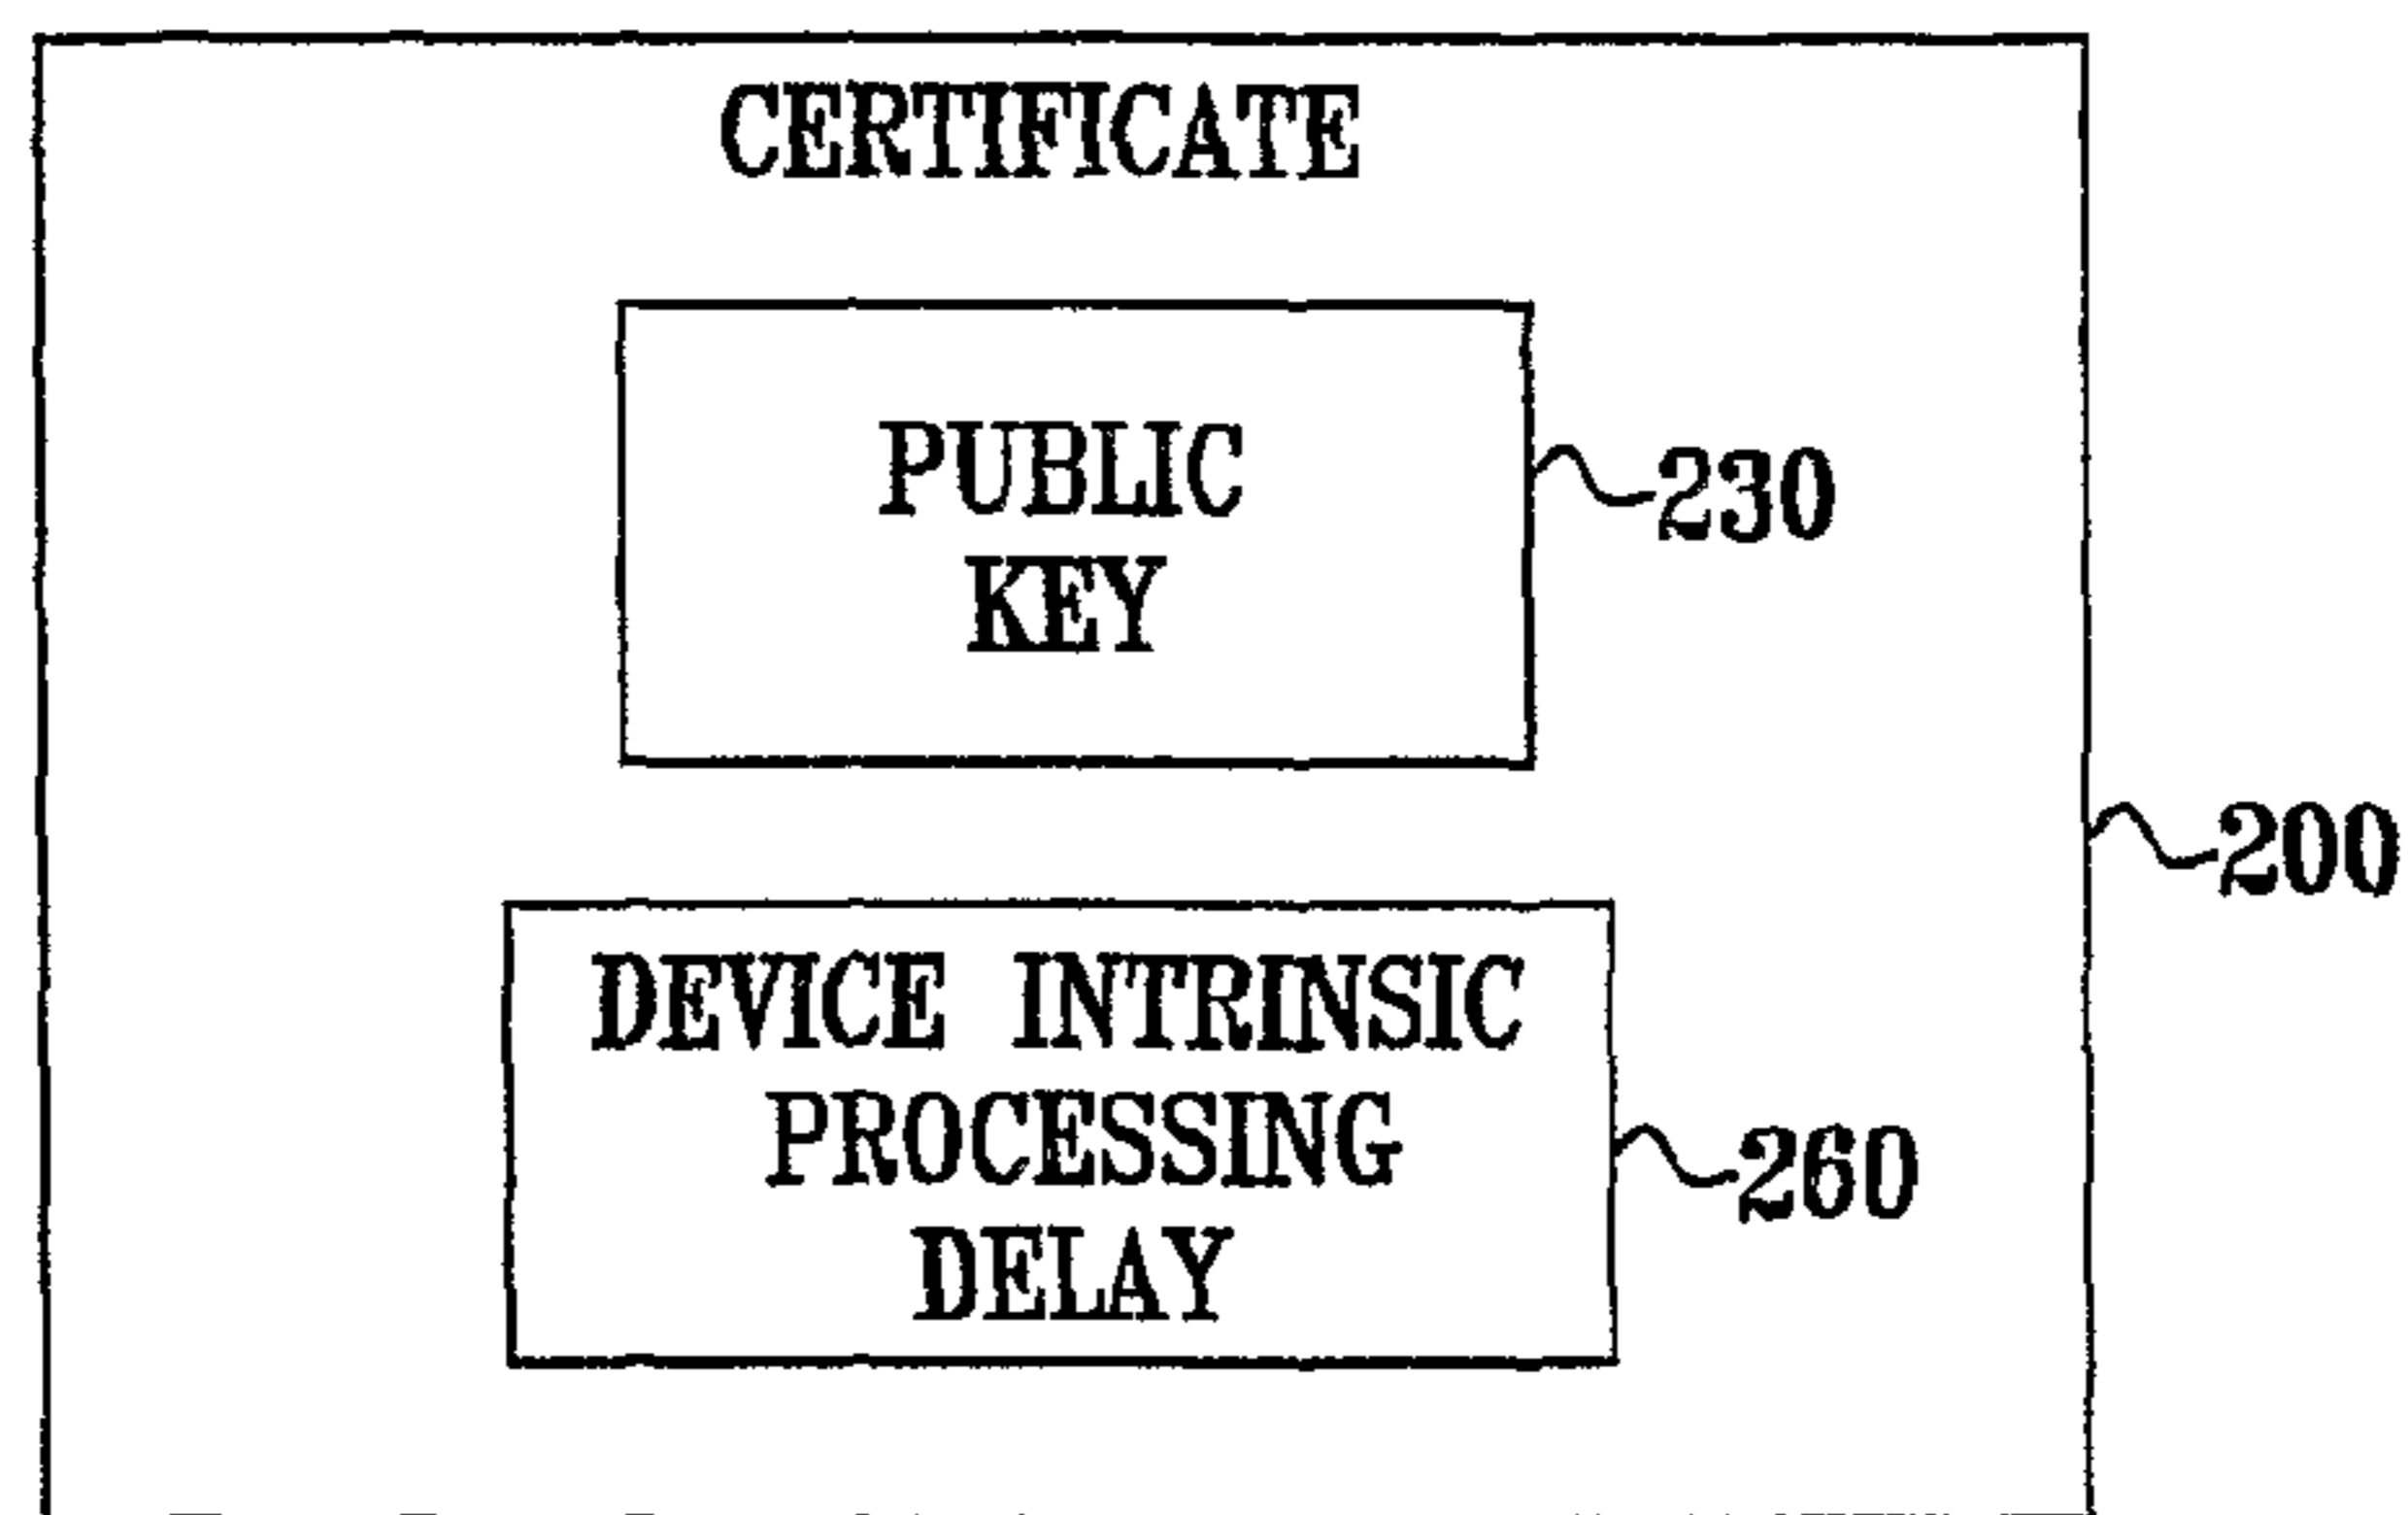 CERTIFICATE
PUBLIC
KEY
230
200
DEVICE INTRINSIC
PROCESSING
DELAY
260